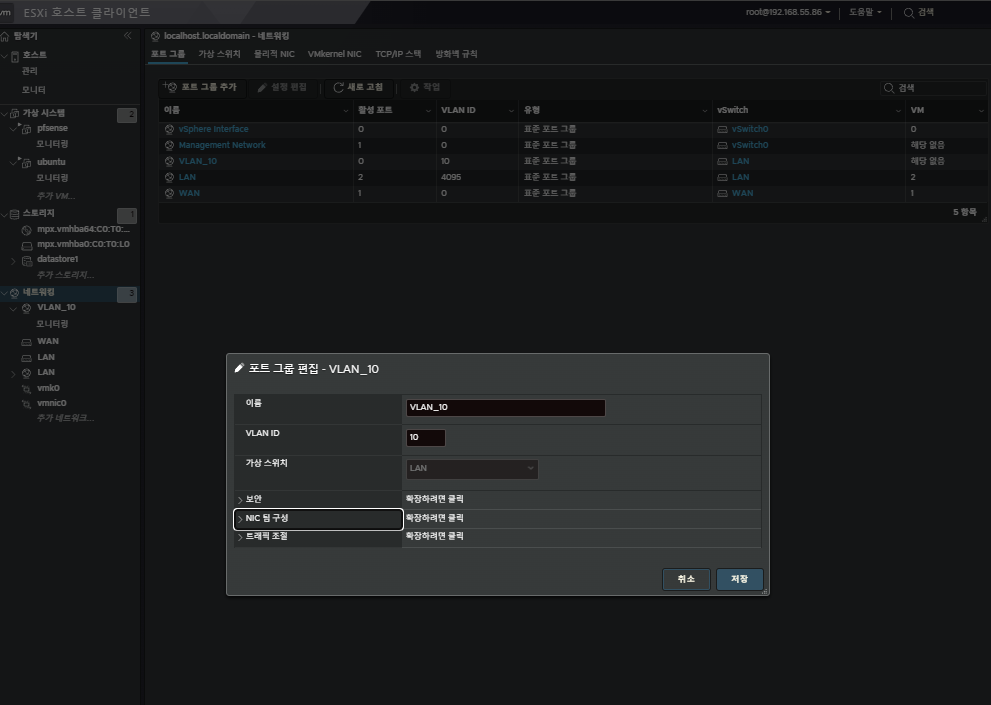 vm ESXi 호스트 클라이언트
root@192.168.55.86
도움말
검색
탐색기
호스트
관리
모니터
가상 시스템 2
pfsense
모니터링
ubuntu
모니터링
추가 VM...
스토리지 1
mpx.vmhba64:C0:T0:...
mpx.vmhba0:C0:T0:L0
datastore1
추가 스토리지...
네트워킹 3
VLAN_10
모니터링
WAN
LAN
LAN
vmk0
vmnic0
추가 네트워크...
localhost.localdomain - 네트워킹
포트 그룹 가상 스위치 물리적 NIC VMkernel NIC TCP/IP 스택 방화벽 규칙
포트 그룹 추가 설정 편집 새로 고침 작업 검색
이름 활성 포트 VLAN ID 유형 vSwitch VM
vSphere Interface 0 0 표준 포트 그룹 vSwitch0 0
Management Network 1 0 표준 포트 그룹 vSwitch0 해당 없음
VLAN_10 0 10 표준 포트 그룹 LAN 해당 없음
LAN 2 4095 표준 포트 그룹 LAN 2
WAN 1 0 표준 포트 그룹 WAN 1
5 항목
포트 그룹 편집 - VLAN_10
이름 VLAN_10
VLAN ID 10
가상 스위치 LAN
보안 확장하려면 클릭
NIC 팀 구성 확장하려면 클릭
트래픽 조절 확장하려면 클릭
취소 저장